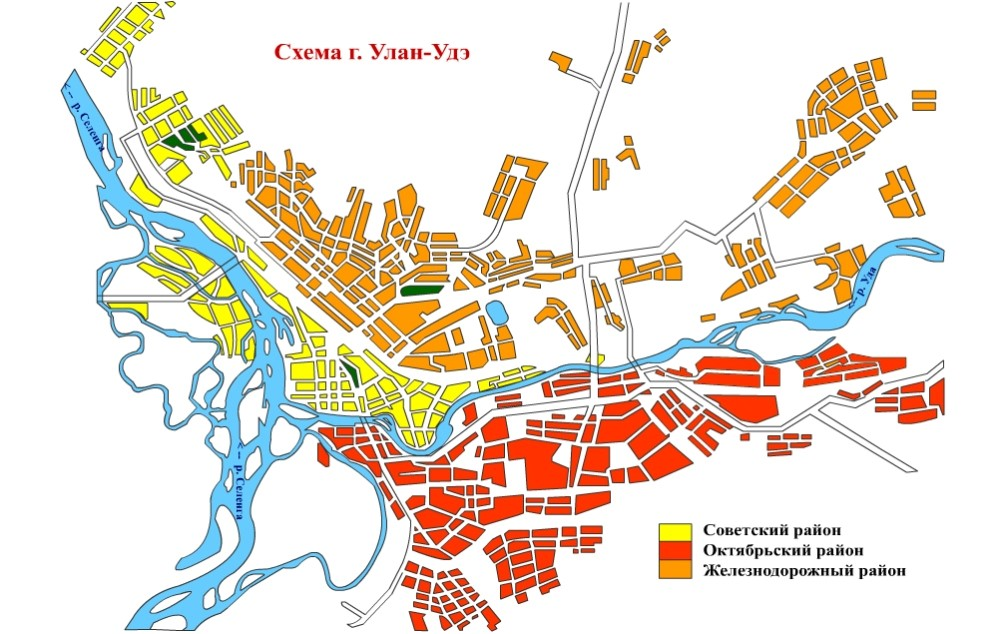 Схема г. Улан-Удэ
<-- р. Селенга
<-- р. Уда
<-- р. Селенга
Советский район
Октябрьский район
Железнодорожный район